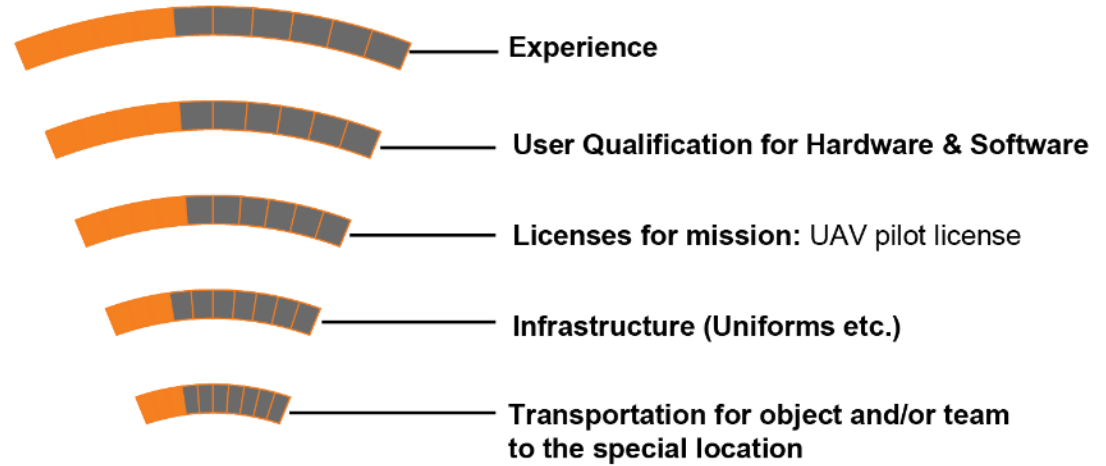 Experience
User Qualification for Hardware & Software
Licenses for mission: UAV pilot license
Infrastructure (Uniforms etc.)
Transportation for object and/or team
to the special location